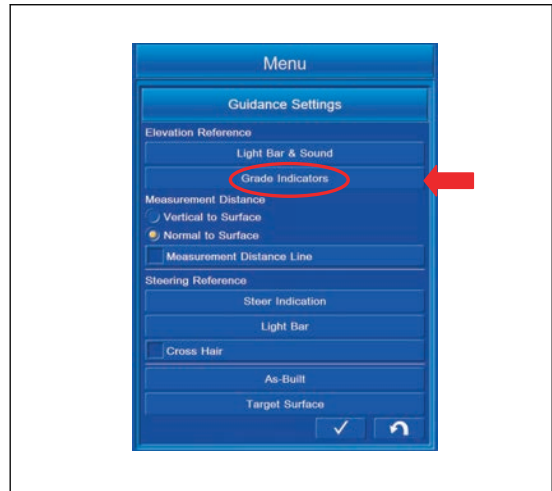 Menu
Guidance Settings
Elevation Reference
Light Bar & Sound
Grade Indicators
Measurement Distance
Vertical to Surface
Normal to Surface
Measurement Distance Line
Steering Reference
Steer Indication
Light Bar
Cross Hair
As-Built
Target Surface